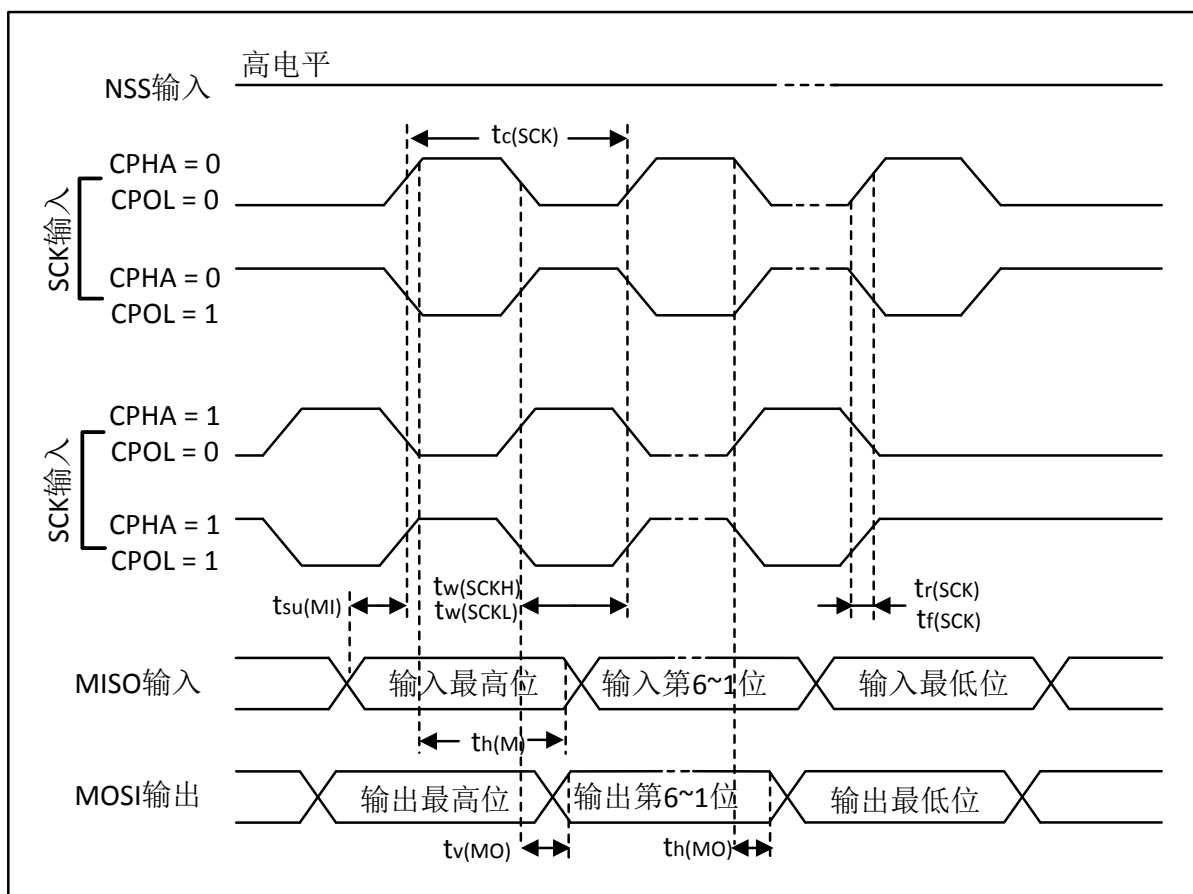 高电平
NSS输入
tc(SCK)
CPHA = 0
CPOL = 0
SCK输入
CPHA = 0
CPOL = 1
CPHA = 1
CPOL = 0
SCK输入
CPHA = 1
CPOL = 1
tsu(MI)
tw(SCKH)
tw(SCKL)
tr(SCK)
tf(SCK)
MISO输入
输入最高位
输入第6~1位
输入最低位
th(M)
MOSI输出
输出最高位
输出第6~1位
输出最低位
tv(MO)
th(MO)